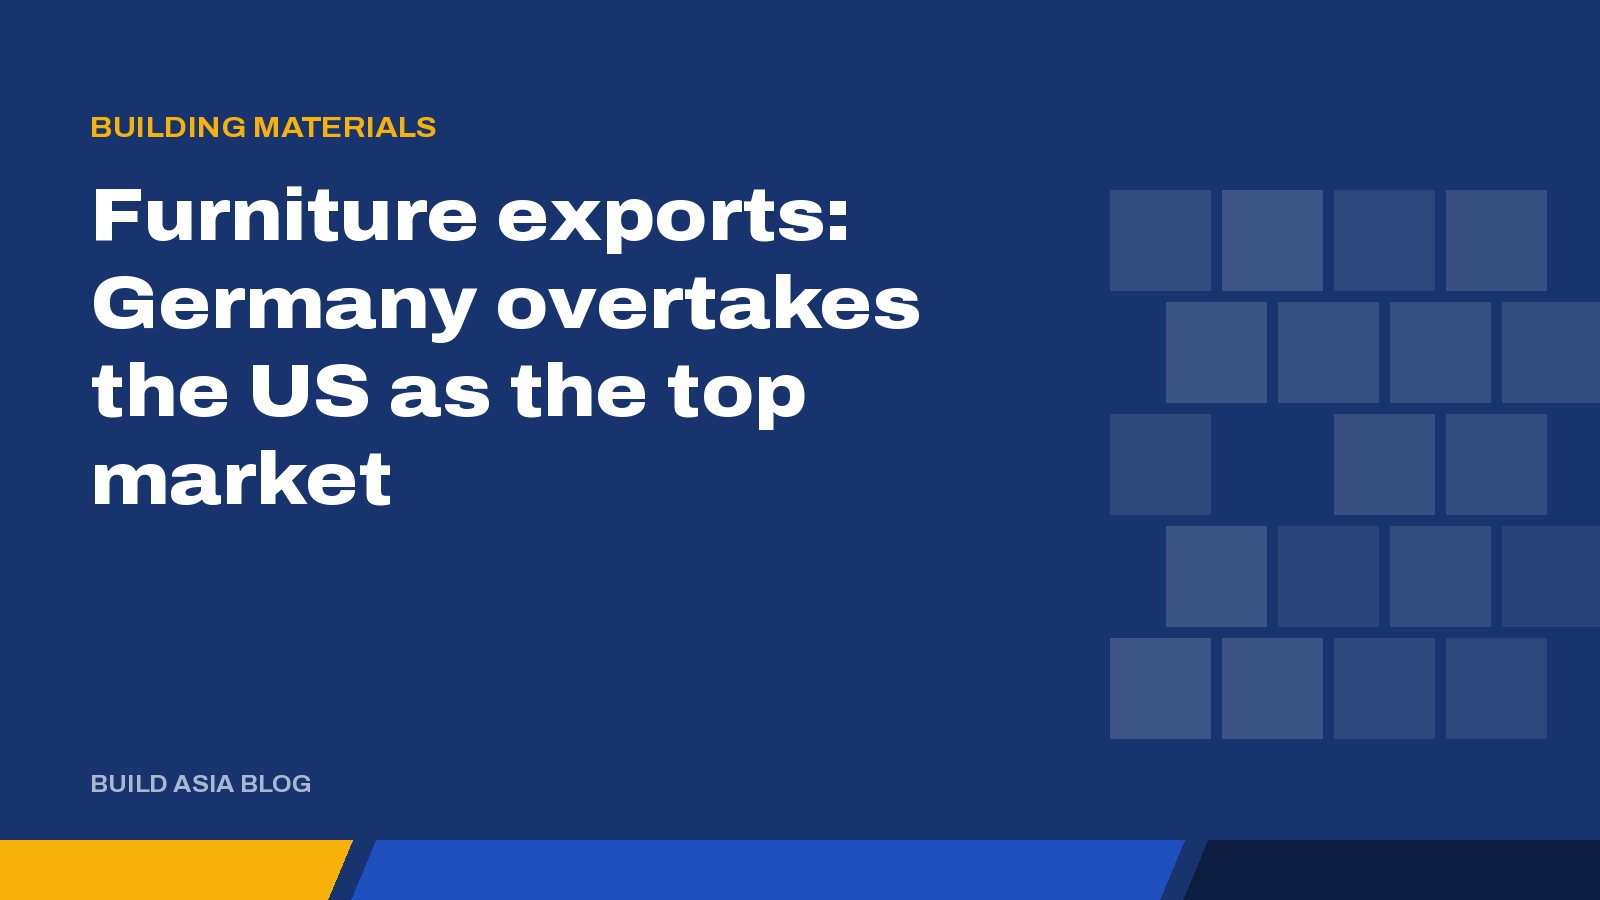 BUILDING MATERIALS
Furniture exports:
Germany overtakes
the US as the top
market
BUILD ASIA BLOG